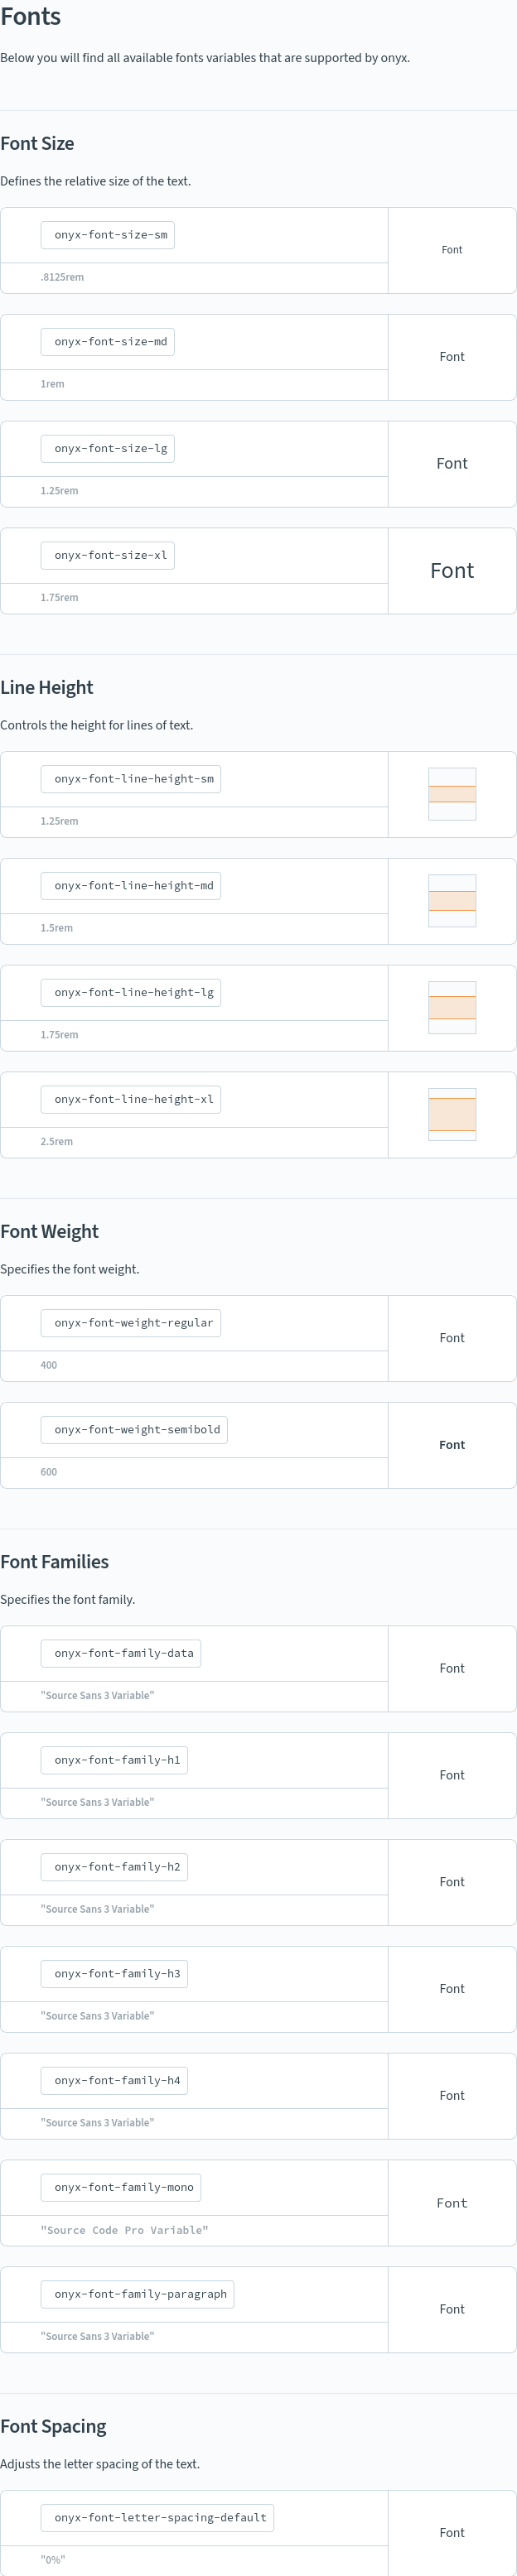 Fonts
Below you will find all available fonts variables that are supported by onyx.
Font Size
Defines the relative size of the text.
onyx-font-size-sm
Font
.8125rem
onyx-font-size-md
Font
1rem
onyx-font-size-lg
Font
1.25rem
onyx-font-size-xl
Font
1.75rem
Line Height
Controls the height for lines of text.
onyx-font-line-height-sm
1.25rem
onyx-font-line-height-md
1.5rem
onyx-font-line-height-lg
1.75rem
onyx-font-line-height-xl
2.5rem
Font Weight
Specifies the font weight.
onyx-font-weight-regular
Font
400
onyx-font-weight-semibold
Font
600
Font Families
Specifies the font family.
onyx-font-family-data
Font
"Source Sans 3 Variable"
onyx-font-family-h1
Font
"Source Sans 3 Variable"
onyx-font-family-h2
Font
"Source Sans 3 Variable"
onyx-font-family-h3
Font
"Source Sans 3 Variable"
onyx-font-family-h4
Font
"Source Sans 3 Variable"
onyx-font-family-mono
Font
"Source Code Pro Variable"
onyx-font-family-paragraph
Font
"Source Sans 3 Variable"
Font Spacing
Adjusts the letter spacing of the text.
onyx-font-letter-spacing-default
Font
"0%"